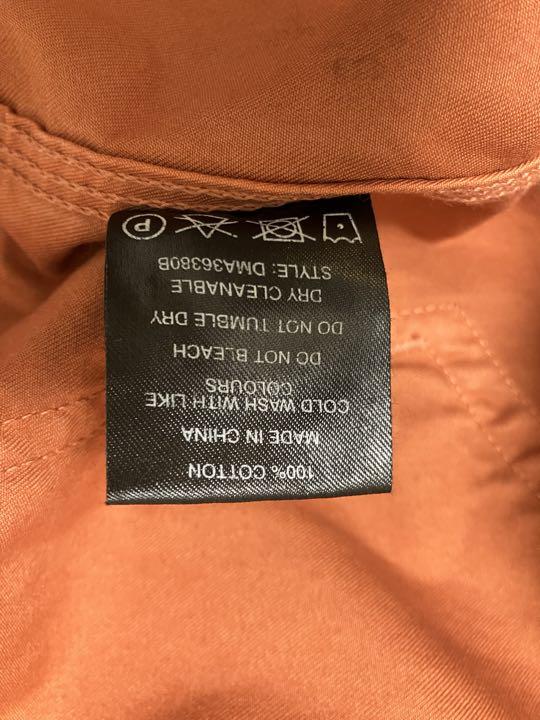 100% COTTON
MADE IN CHINA
COLD WASH WITH LIKE
COLOURS
DO NOT BLEACH
DO NOT TUMBLE DRY
DRY CLEANABLE
STYLE: DMA36380B
P